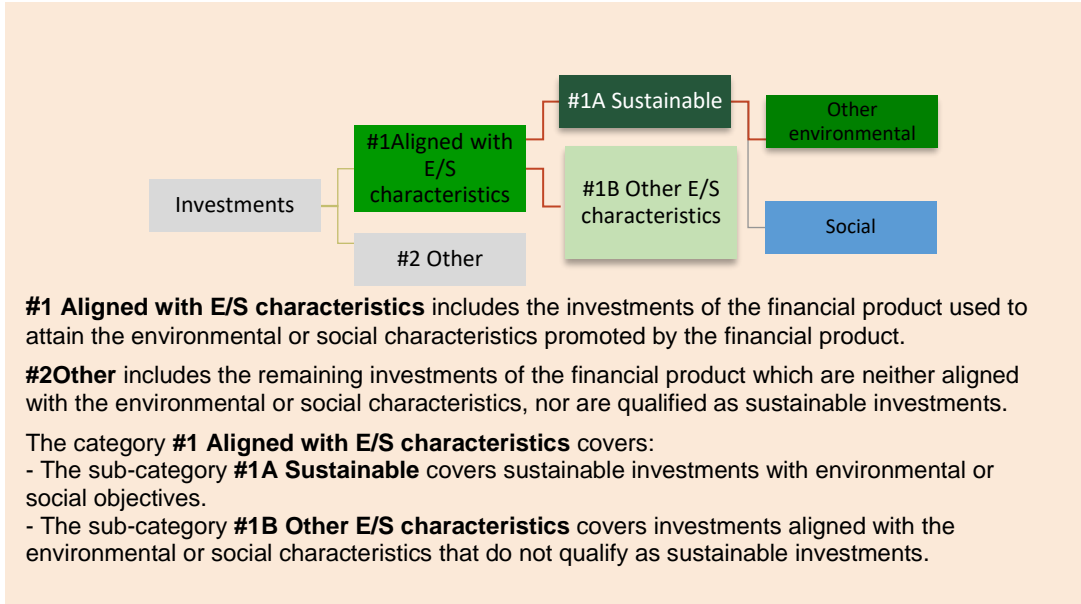 #1A Sustainable
Other
environmental
#1Aligned with
E/S
characteristics
#1B Other E/S
characteristics
Investments
Social
#2 Other
#1 Aligned with E/S characteristics includes the investments of the financial product used to
attain the environmental or social characteristics promoted by the financial product.
#2Other includes the remaining investments of the financial product which are neither aligned
with the environmental or social characteristics, nor are qualified as sustainable investments.
The category #1 Aligned with E/S characteristics covers:
- The sub-category #1A Sustainable covers sustainable investments with environmental or
social objectives.
- The sub-category #1B Other E/S characteristics covers investments aligned with the
environmental or social characteristics that do not qualify as sustainable investments.